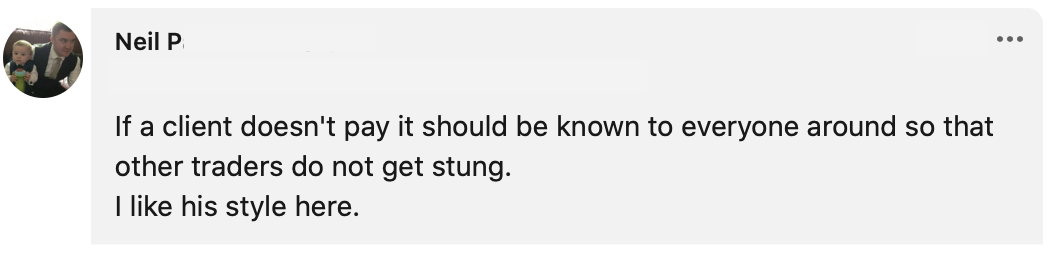 Neil P
If a client doesn't pay it should be known to everyone around so that
other traders do not get stung.
I like his style here.